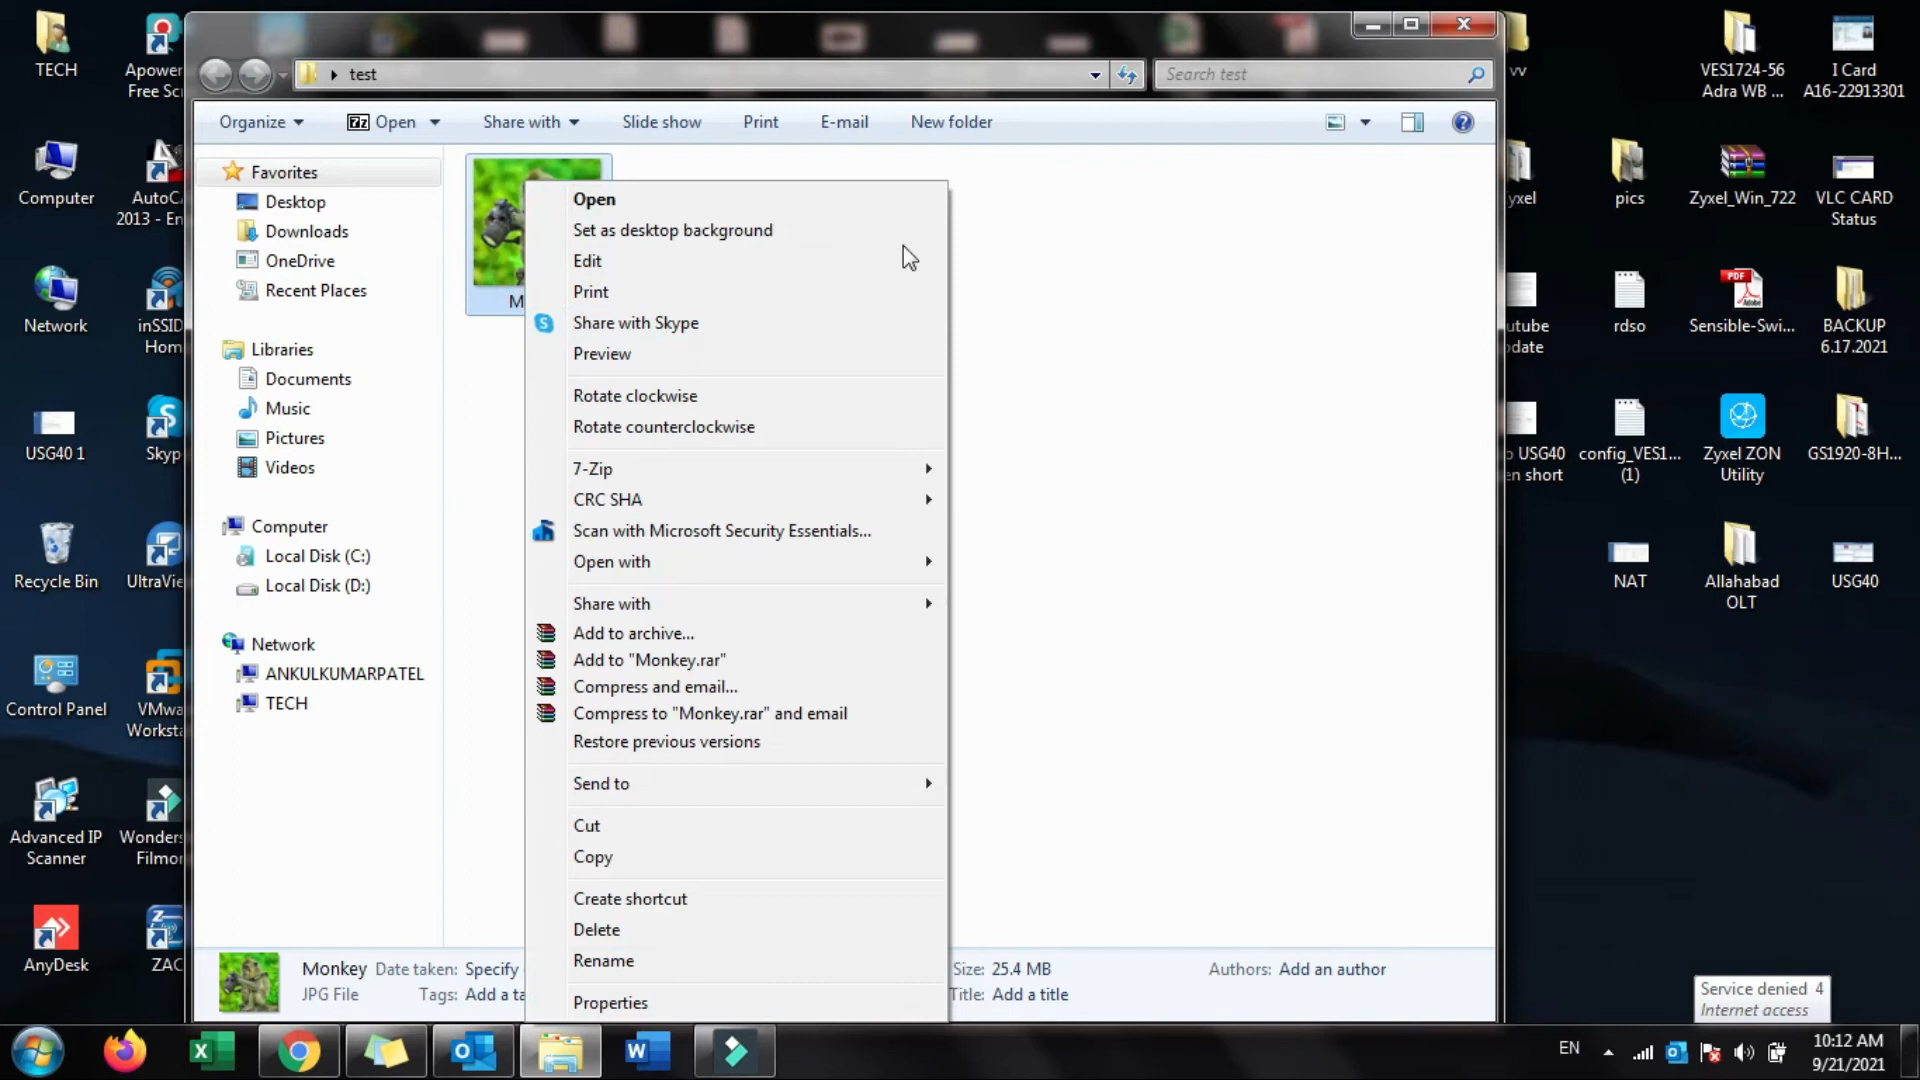 test
Search test
Organize
Open
Share with
Slide show
Print
E-mail
New folder
Favorites
Desktop
Downloads
OneDrive
Recent Places
Libraries
Documents
Music
Pictures
Videos
Computer
Local Disk (C:)
Local Disk (D:)
Network
ANKULKUMARPATEL
TECH
M
Open
Set as desktop background
Edit
Print
Share with Skype
Preview
Rotate clockwise
Rotate counterclockwise
7-Zip
CRC SHA
Scan with Microsoft Security Essentials...
Open with
Share with
Add to archive...
Add to "Monkey.rar"
Compress and email...
Compress to "Monkey.rar" and email
Restore previous versions
Send to
Cut
Copy
Create shortcut
Delete
Rename
Properties
Monkey Date taken: Specify
JPG File Tags: Add a ta
Size: 25.4 MB
Title: Add a title
Authors: Add an author
TECH
Computer
Network
USG40 1
Recycle Bin
Control Panel
Advanced IP
Scanner
AnyDesk
Apower
Free Scr
AutoCA
2013 - En
inSSID
Hom
Skyp
UltraVie
VMwa
Worksta
Wonders
Filmor
ZAC
vv
yxel
utube
pdate
USG40
en short
pics
rdso
config_VES1...
(1)
NAT
VES1724-56
Adra WB ...
Zyxel_Win_722
PDF
Sensible-Swi...
Zyxel ZON
Utility
Allahabad
OLT
I Card
A16-22913301
VLC CARD
Status
BACKUP
6.17.2021
GS1920-8H...
USG40
Service denied 4
Internet access
EN
10:12 AM
9/21/2021